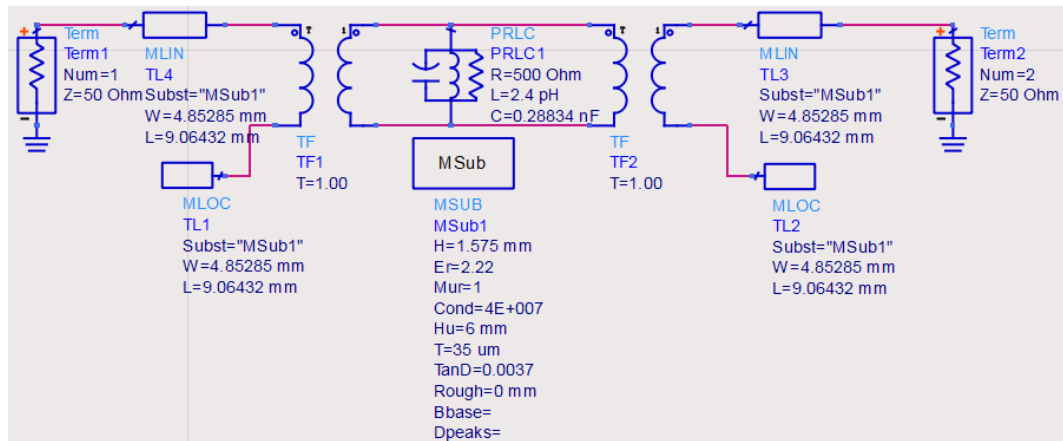 Term
Term1
Num=1
Z=50 Ohm
MLIN
TL4
Subst="MSub1"
W=4.85285 mm
L=9.06432 mm
MLOC
TL1
Subst="MSub1"
W=4.85285 mm
L=9.06432 mm
T
TF
TF1
T=1.00
1
PRLC
PRLC1
R=500 Ohm
L=2.4 pH
C=0.28834 nF
MSub
MSUB
MSub1
H=1.575 mm
Er=2.22
Mur=1
Cond=4E+007
Hu=6 mm
T=35 um
TanD=0.0037
Rough=0 mm
Bbase=
Dpeaks=
T
TF
TF2
T=1.00
1
MLIN
TL3
Subst="MSub1"
W=4.85285 mm
L=9.06432 mm
MLOC
TL2
Subst="MSub1"
W=4.85285 mm
L=9.06432 mm
Term
Term2
Num=2
Z=50 Ohm